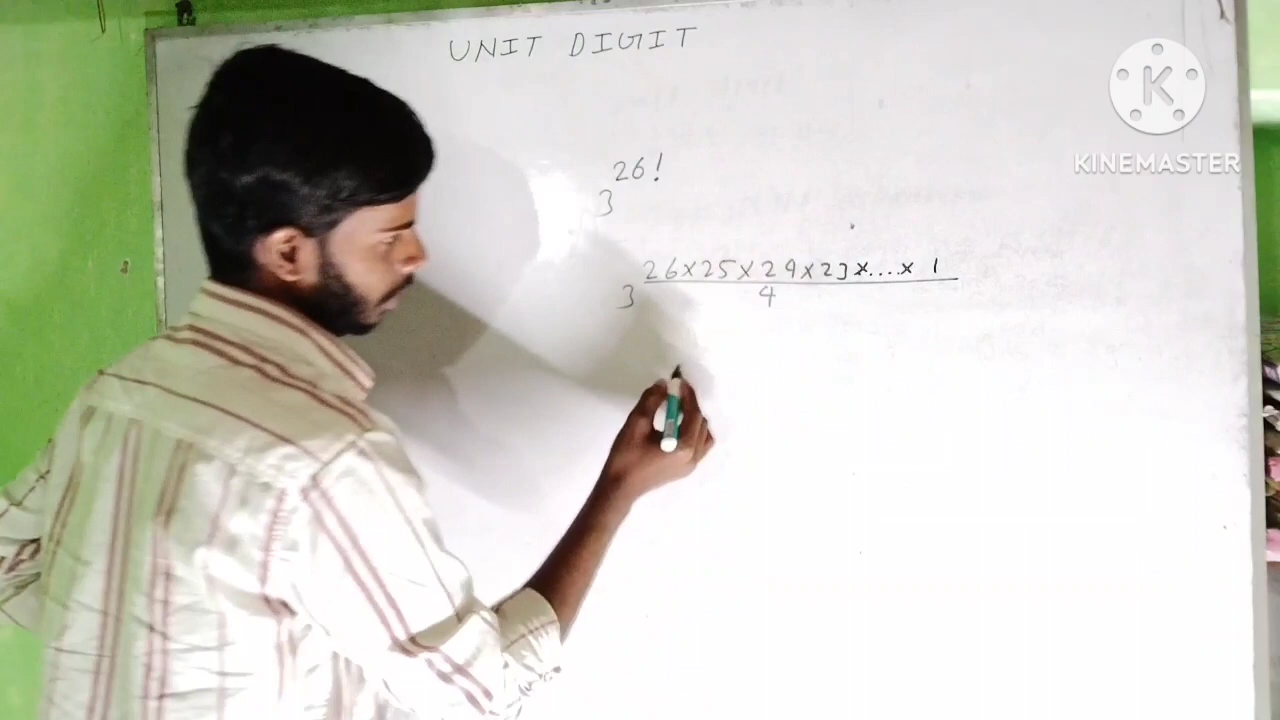 UNIT DIGIT
K
KINEMASTER
26!
3
26×25×24×23×....×1
3 4